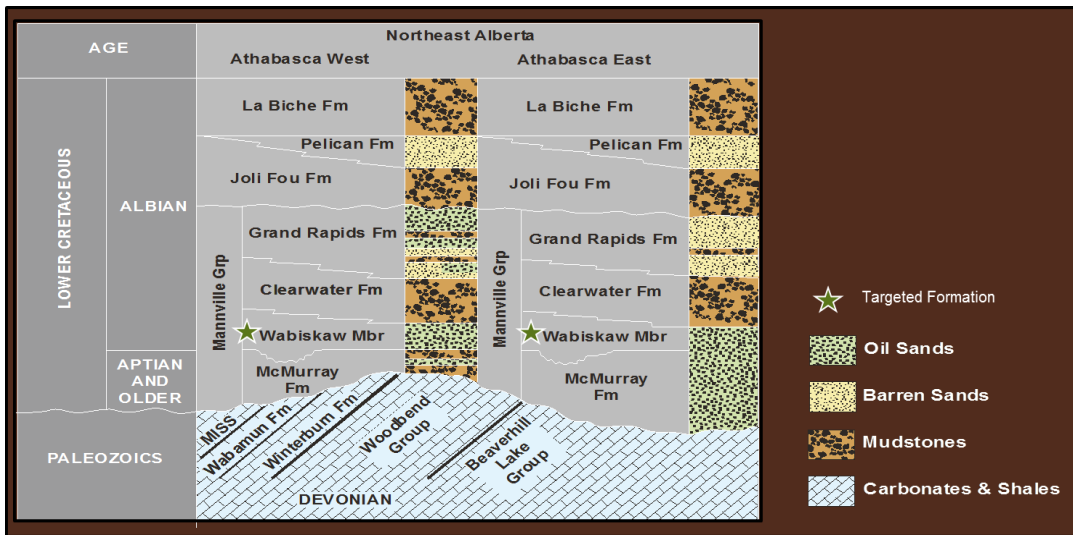 AGE
Northeast Alberta
Athabasca West
Athabasca East
LOWER CRETACEOUS
ALBIAN
APTIAN
AND
OLDER
PALEOZOICS
La Biche Fm
Pelican Fm
Joli Fou Fm
Mannville Grp
Grand Rapids Fm
Clearwater Fm
Wabiskaw Mbr
McMurray
Fm
La Biche Fm
Pelican Fm
Joli Fou Fm
Mannville Grp
Grand Rapids Fm
Clearwater Fm
Wabiskaw Mbr
McMurray
Fm
MISS
Wabamun Fm
Winterburn Fm
Woodbend
Group
Beaverhill
Lake
Group
DEVONIAN
Targeted Formation
Oil Sands
Barren Sands
Mudstones
Carbonates & Shales